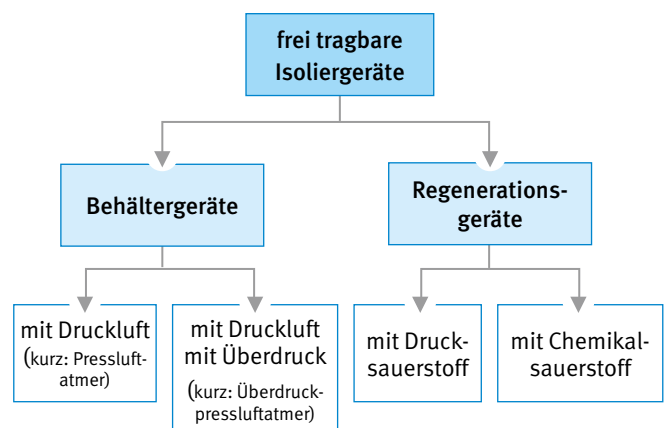 frei tragbare
Isoliergeräte
Behältergeräte
Regenerations-
geräte
mit Druckluft
(kurz: Pressluft-
atmer)
mit Druckluft
mit Überdruck
(kurz: Überdruck-
pressluftatmer)
mit Druck-
sauerstoff
mit Chemikal-
sauerstoff